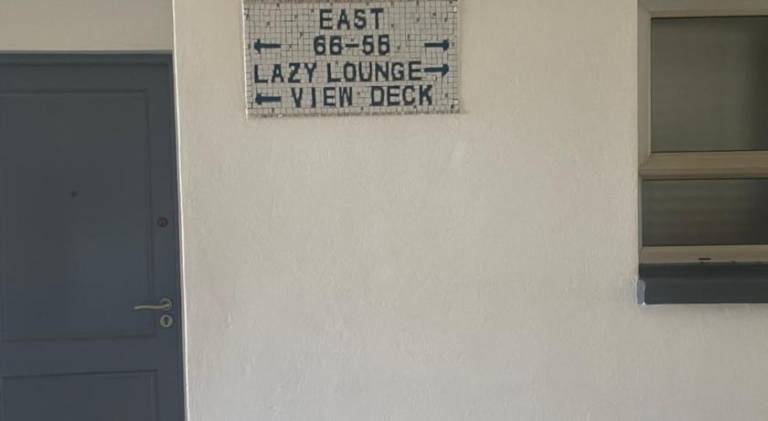 EAST
← 66-56 →
LAZY LOUNGE →
← VIEW DECK